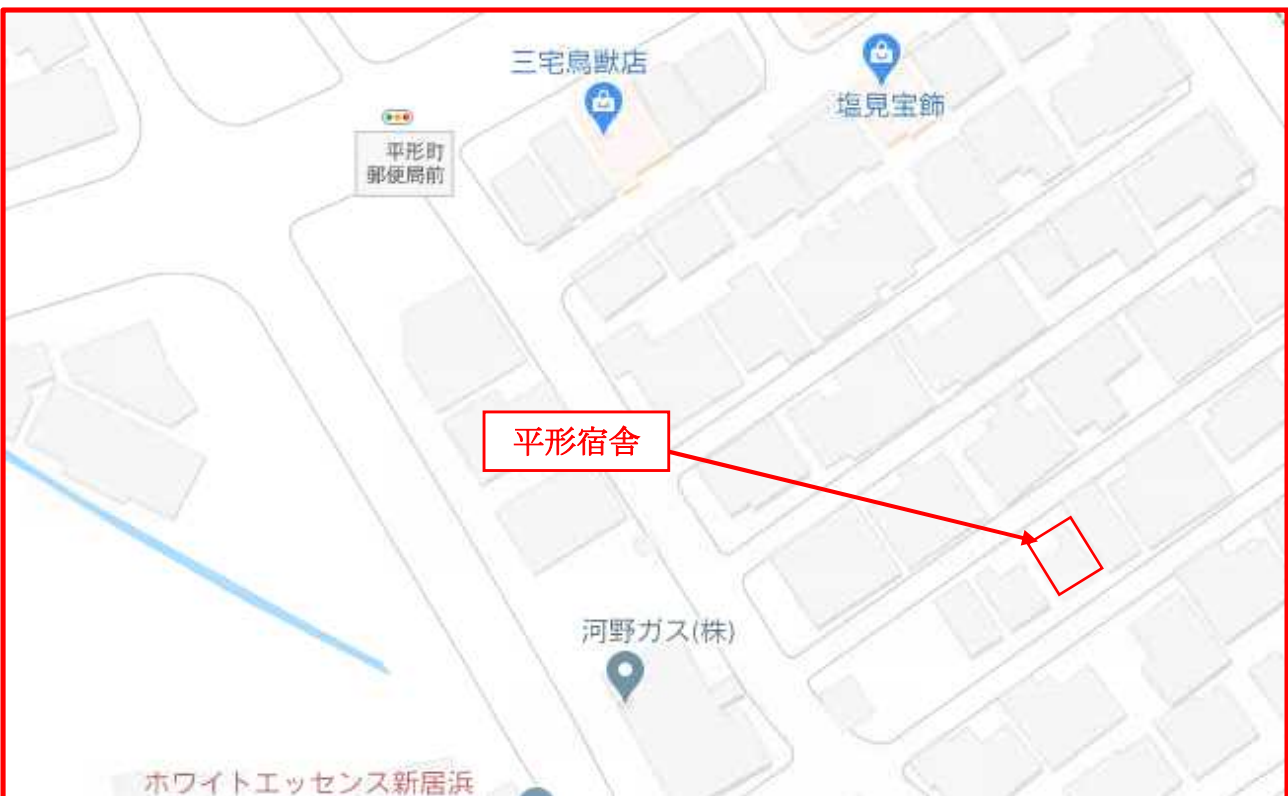 三宅鳥獣店
塩見宝飾
平形町
郵便局前
平形宿舎
河野ガス(株)
ホワイトエッセンス新居浜